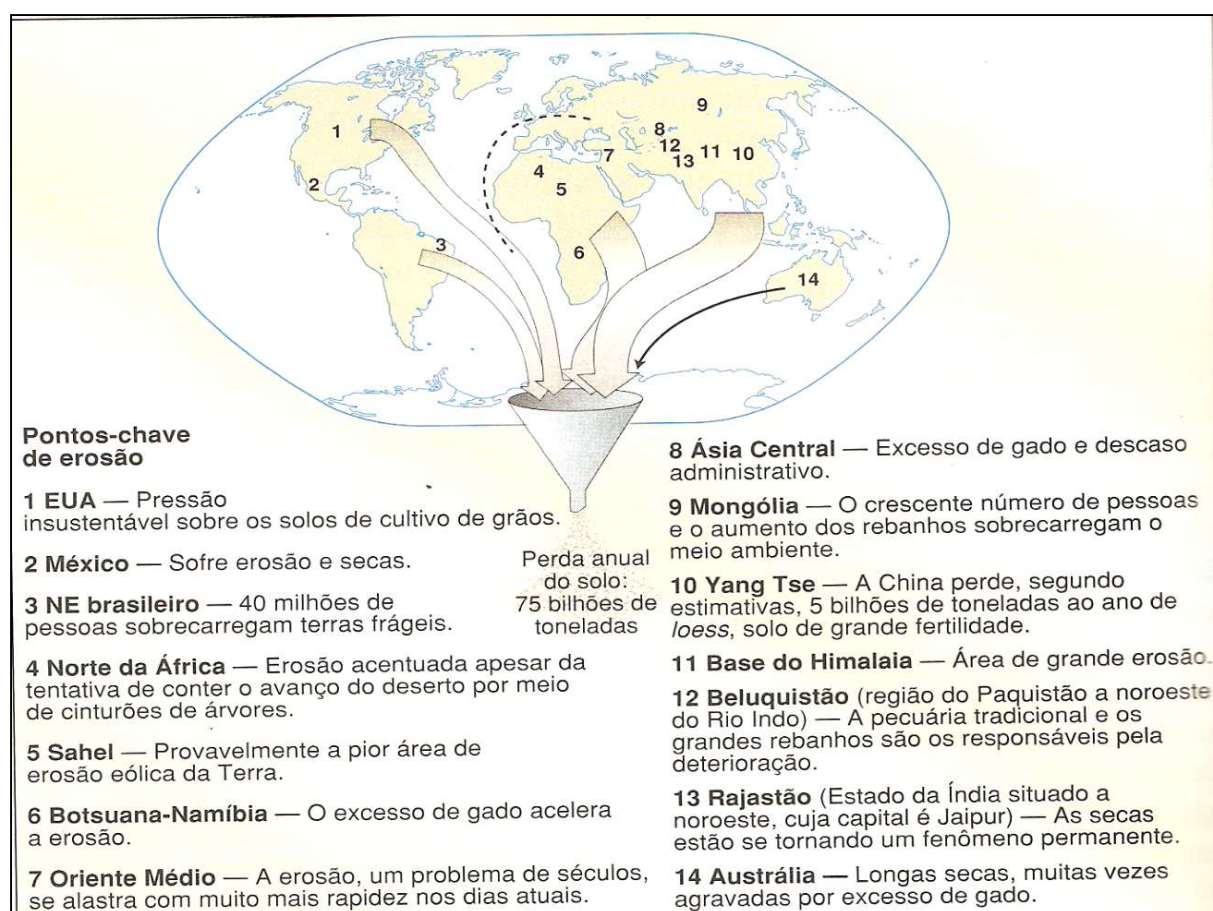 1
2
3
4
5
6
7
8
9
10
11
12
13
14
Pontos-chave
de erosão
1 EUA — Pressão
insustentável sobre os solos de cultivo de grãos.
2 México — Sofre erosão e secas.
3 NE brasileiro — 40 milhões de
pessoas sobrecarregam terras frágeis.
4 Norte da África — Erosão acentuada apesar da
tentativa de conter o avanço do deserto por meio
de cinturões de árvores.
5 Sahel — Provavelmente a pior área de
erosão eólica da Terra.
6 Botsuana-Namíbia — O excesso de gado acelera
a erosão.
7 Oriente Médio — A erosão, um problema de séculos,
se alastra com muito mais rapidez nos dias atuais.
Perda anual
do solo:
75 bilhões de
toneladas
8 Ásia Central — Excesso de gado e descaso
administrativo.
9 Mongólia — O crescente número de pessoas
e o aumento dos rebanhos sobrecarregam o
meio ambiente.
10 Yang Tse — A China perde, segundo
estimativas, 5 bilhões de toneladas ao ano de
loess, solo de grande fertilidade.
11 Base do Himalaia — Área de grande erosão.
12 Beluquistão (região do Paquistão a noroeste
do Rio Indo) — A pecuária tradicional e os
grandes rebanhos são os responsáveis pela
deterioração.
13 Rajastão (Estado da Índia situado a
noroeste, cuja capital é Jaipur) — As secas
estão se tornando um fenômeno permanente.
14 Austrália — Longas secas, muitas vezes
agravadas por excesso de gado.